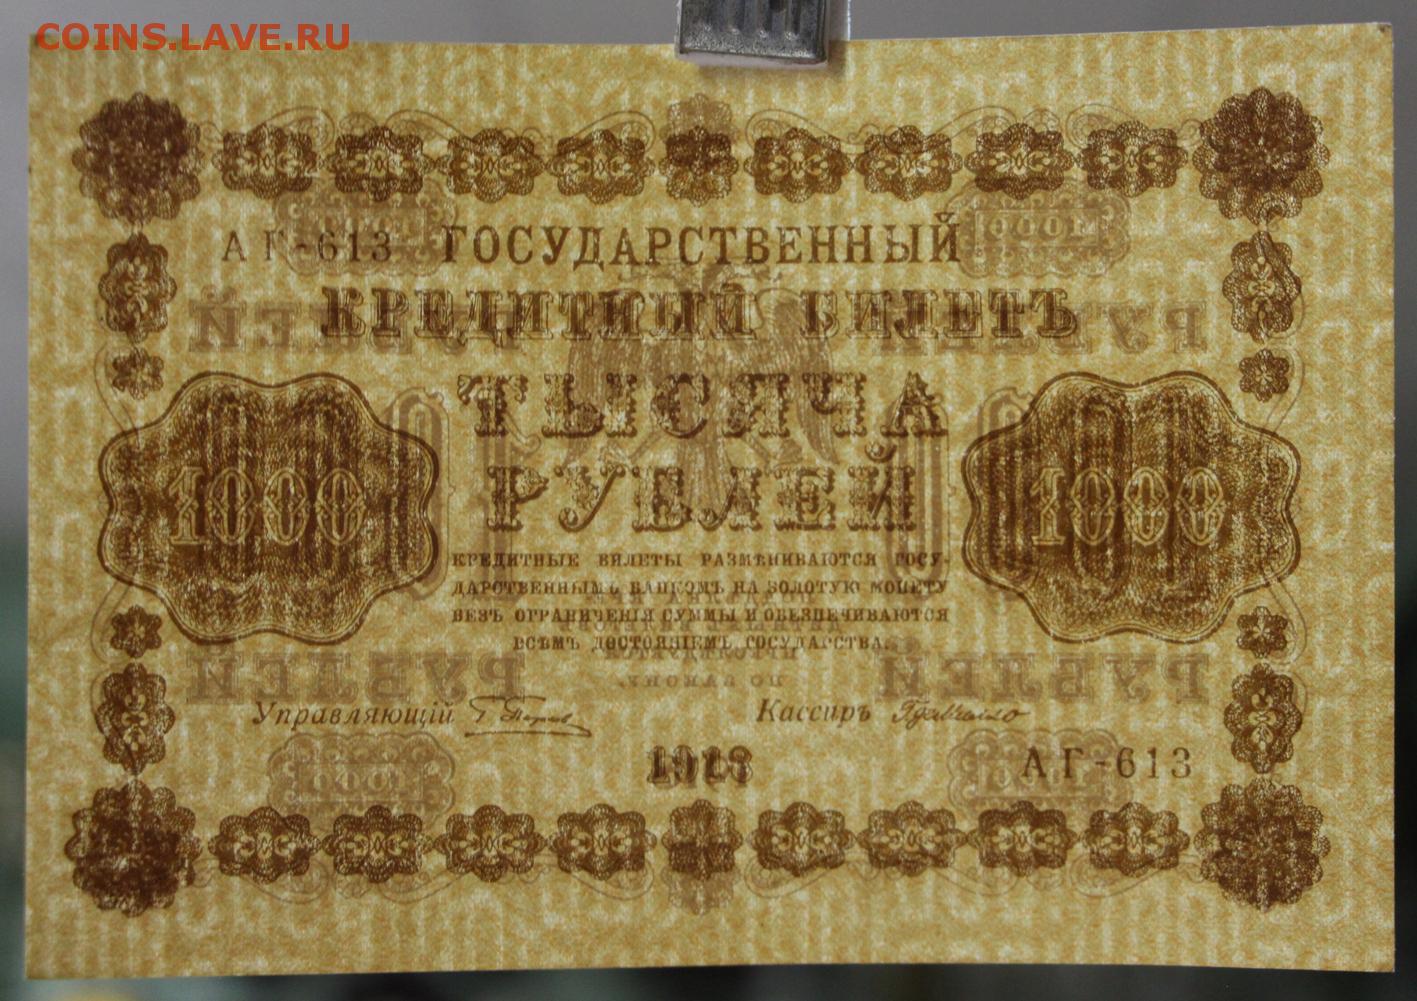 COINS.LAVE.RU
АГ-613 ГОСУДАРСТВЕННЫЙ
КРЕДИТНЫЙ БИЛЕТЪ
ТЫСЯЧА
РУБЛЕЙ
1000 1000
КРЕДИТНЫЕ БИЛЕТЫ РАЗМѢНИВАЮТСЯ ГОСУ-
ДАРСТВЕННЫМЪ БАНКОМЪ НА ЗОЛОТУЮ МОНЕТУ
БЕЗЪ ОГРАНИЧЕНІЯ СУММЫ И ОБЕЗПЕЧИВАЮТСЯ
ВСѢМЪ ДОСТОЯНІЕМЪ ГОСУДАРСТВА.
Управляющій Кассиръ
1918
АГ-613